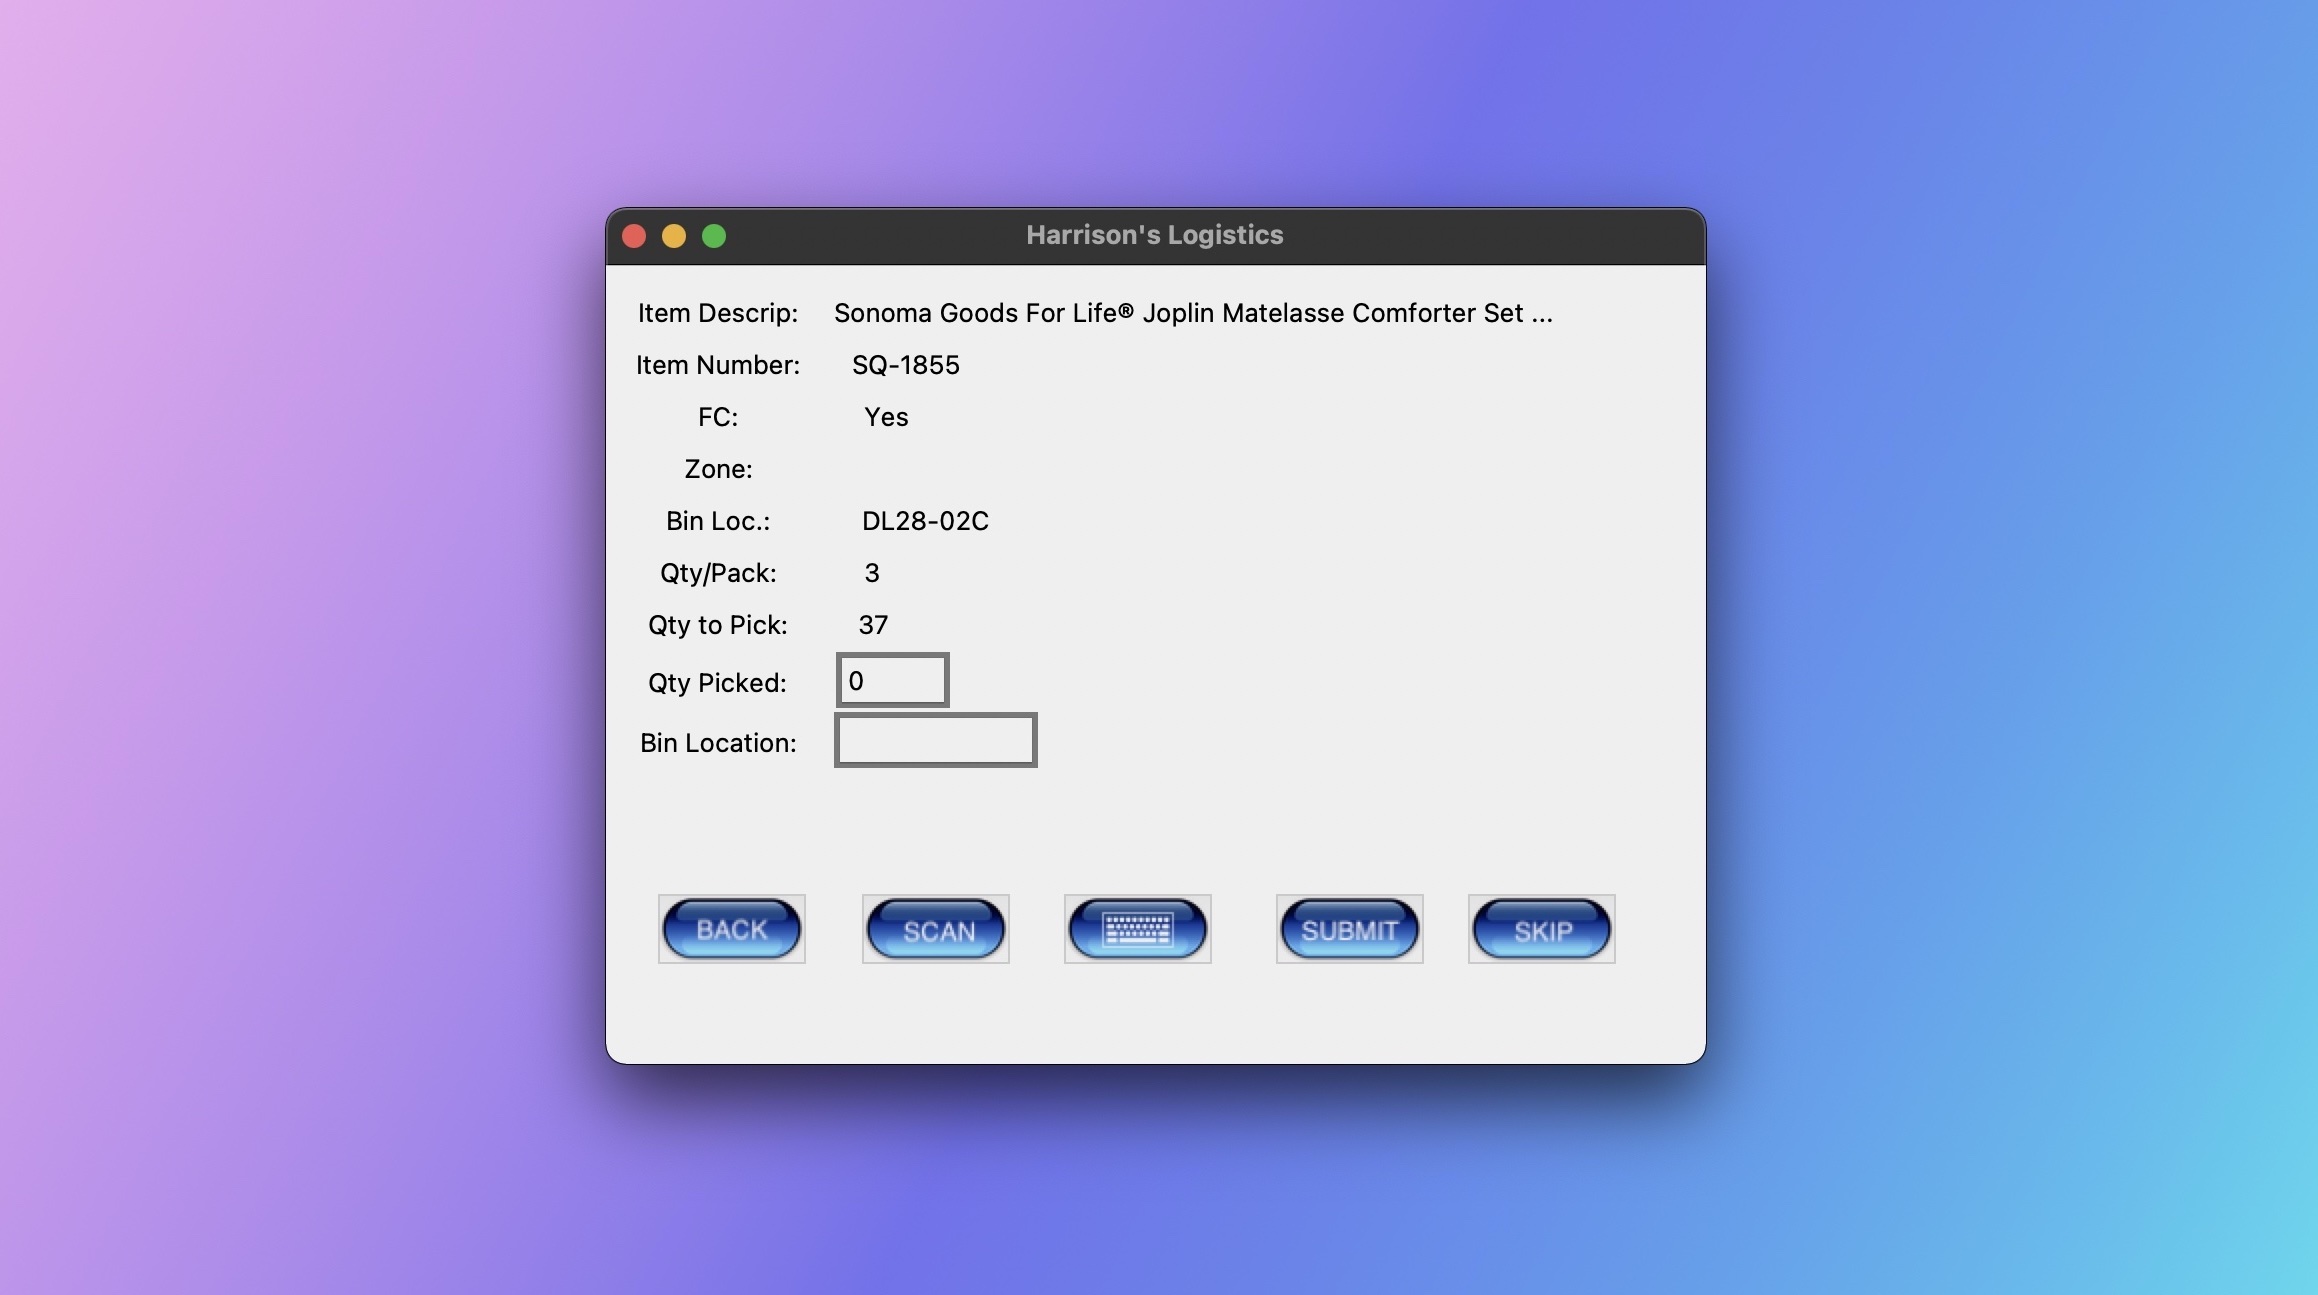 Harrison's Logistics
Item Descrip: Sonoma Goods For Life® Joplin Matelasse Comforter Set ...
Item Number: SQ-1855
FC: Yes
Zone:
Bin Loc.: DL28-02C
Qty/Pack: 3
Qty to Pick: 37
Qty Picked: 0
Bin Location:
BACK SCAN SUBMIT SKIP